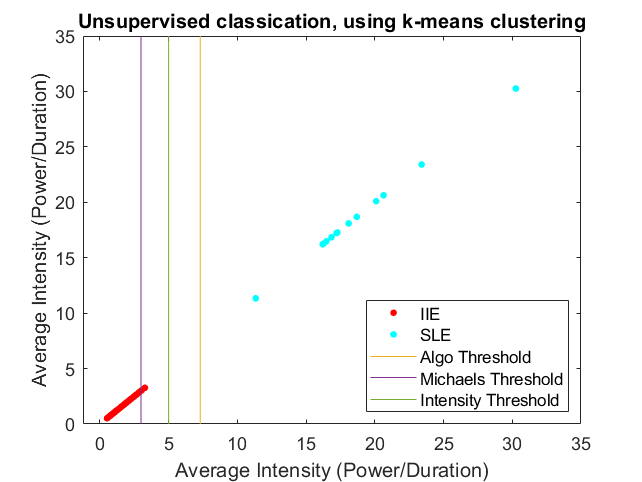 Unsupervised classication, using k-means clustering
Average Intensity (Power/Duration)
35
30
25
20
15
10
5
0
IIE
SLE
Algo Threshold
Michaels Threshold
Intensity Threshold
0 5 10 15 20 25 30 35
Average Intensity (Power/Duration)